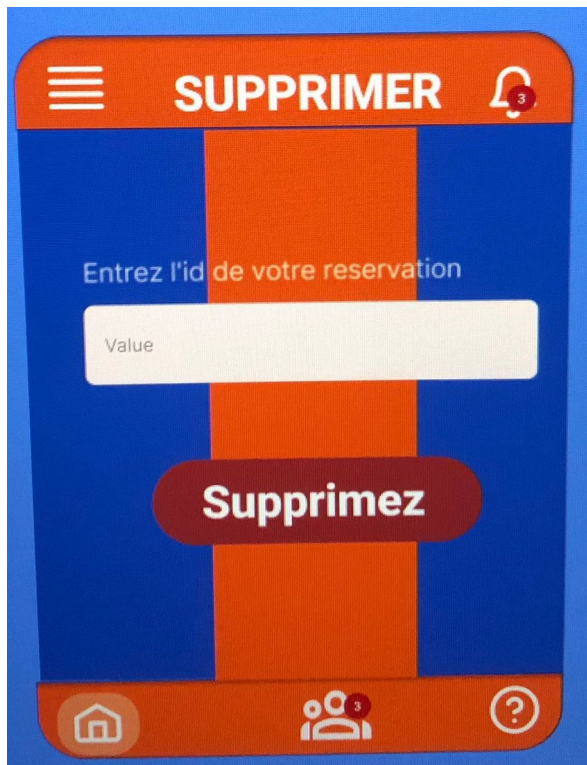 SUPPRIMER
3
Entrez l'id de votre reservation
Value
Supprimez
3
?